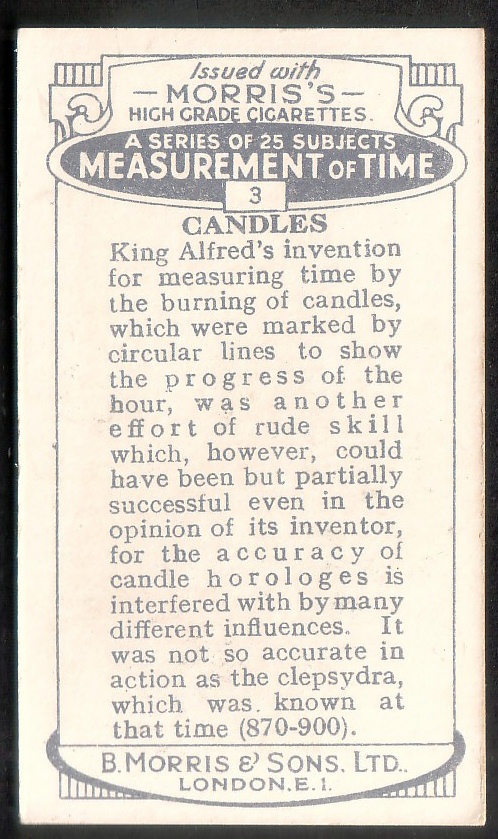 Issued with
— MORRIS'S —
HIGH GRADE CIGARETTES.
A SERIES OF 25 SUBJECTS
MEASUREMENT OF TIME
3
CANDLES
King Alfred's invention
for measuring time by
the burning of candles,
which were marked by
circular lines to show
the progress of the
hour, was another
effort of rude skill
which, however, could
have been but partially
successful even in the
opinion of its inventor,
for the accuracy of
candle horologes is
interfered with by many
different influences. It
was not so accurate in
action as the clepsydra,
which was. known at
that time (870-900).
B. MORRIS & SONS. LTD..
LONDON. E.1.